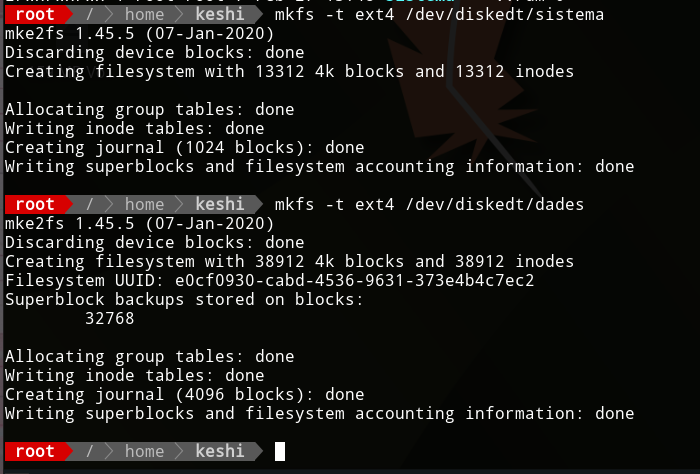 root / home keshi mkfs -t ext4 /dev/diskedt/sistema
mke2fs 1.45.5 (07-Jan-2020)
Discarding device blocks: done
Creating filesystem with 13312 4k blocks and 13312 inodes
Allocating group tables: done
Writing inode tables: done
Creating journal (1024 blocks): done
Writing superblocks and filesystem accounting information: done
root / home keshi mkfs -t ext4 /dev/diskedt/dades
mke2fs 1.45.5 (07-Jan-2020)
Discarding device blocks: done
Creating filesystem with 38912 4k blocks and 38912 inodes
Filesystem UUID: e0cf0930-cabd-4536-9631-373e4b4c7ec2
Superblock backups stored on blocks:
32768
Allocating group tables: done
Writing inode tables: done
Creating journal (4096 blocks): done
Writing superblocks and filesystem accounting information: done
root / home keshi